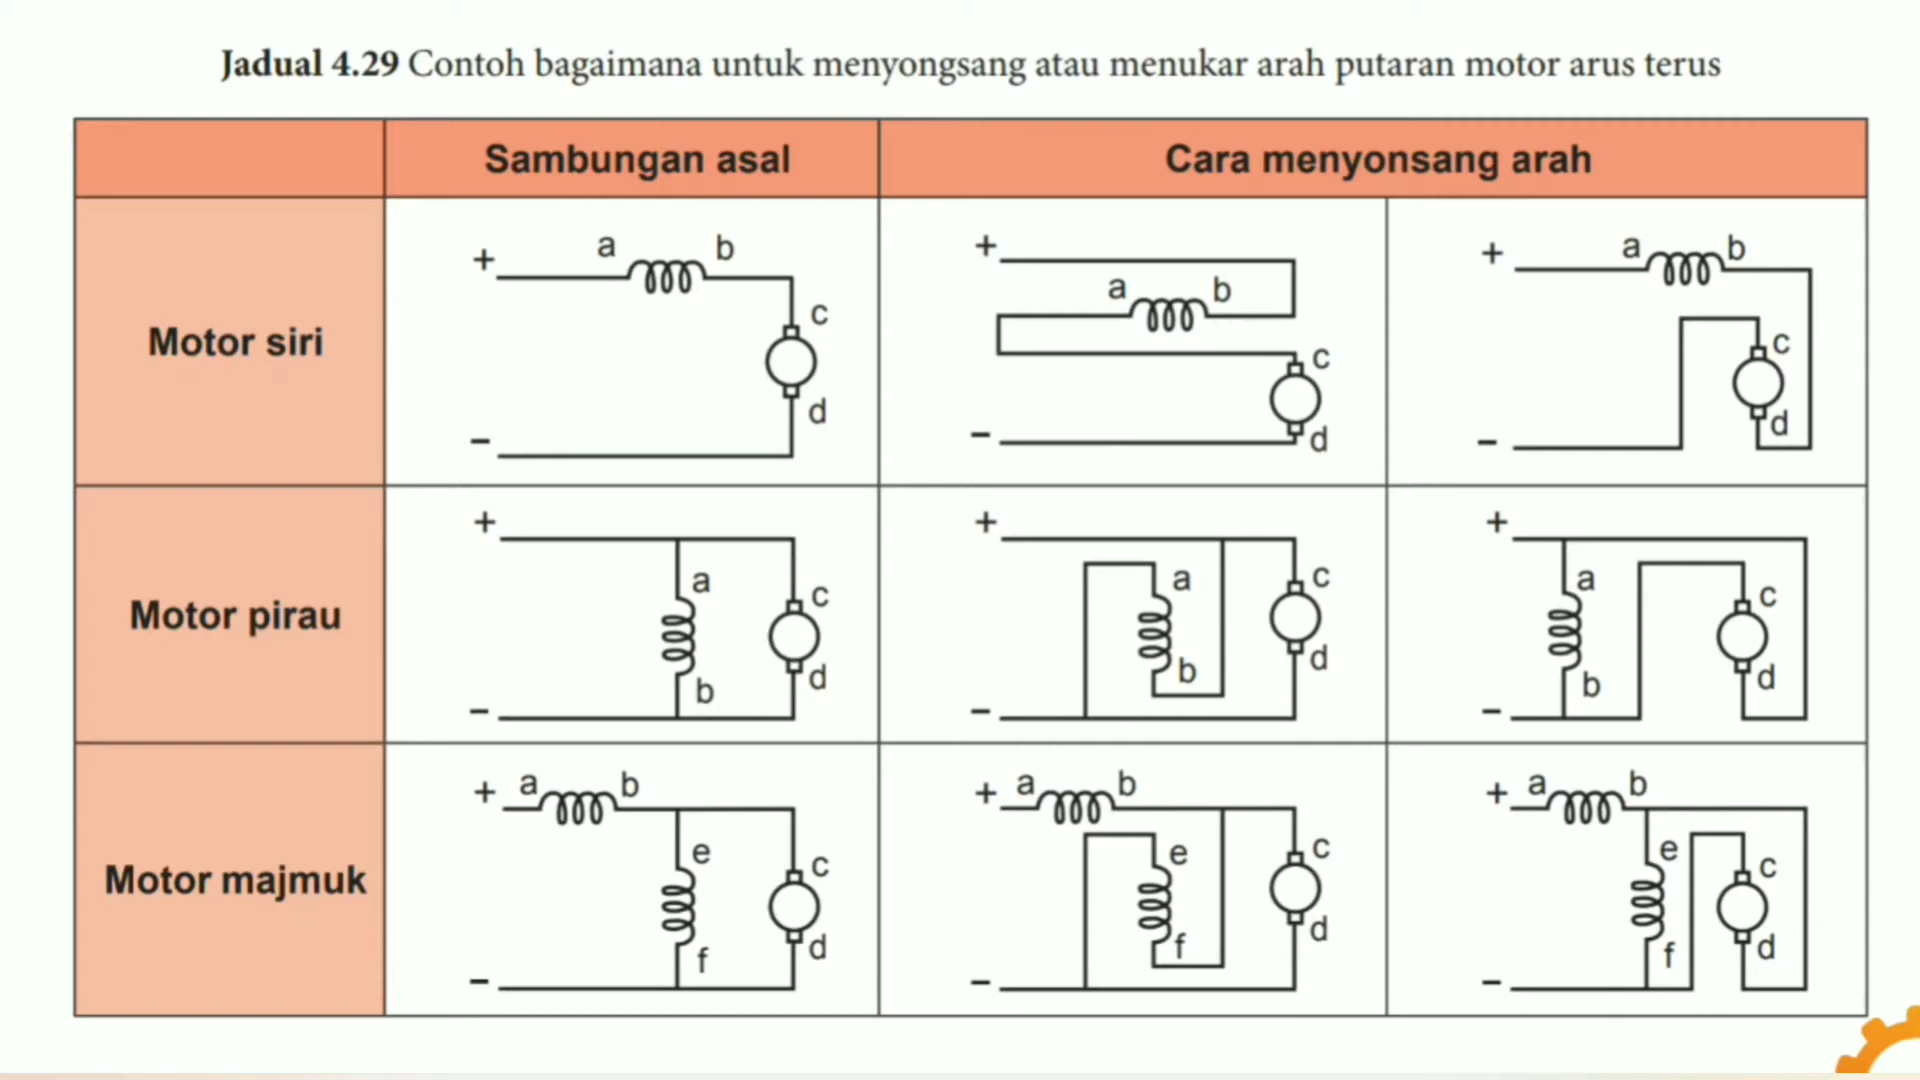 Jadual 4.29 Contoh bagaimana untuk menyongsang atau menukar arah putaran motor arus terus
Sambungan asal
Cara menyonsang arah
Motor siri
+ a b
c
d
−
+
a b
c
d
−
+ a b
c
d
−
Motor pirau
+
a c
b d
−
+
a c
b d
−
+
a c
b d
−
Motor majmuk
+ a b
e c
f d
−
+ a b
e c
f d
−
+ a b
e c
f d
−